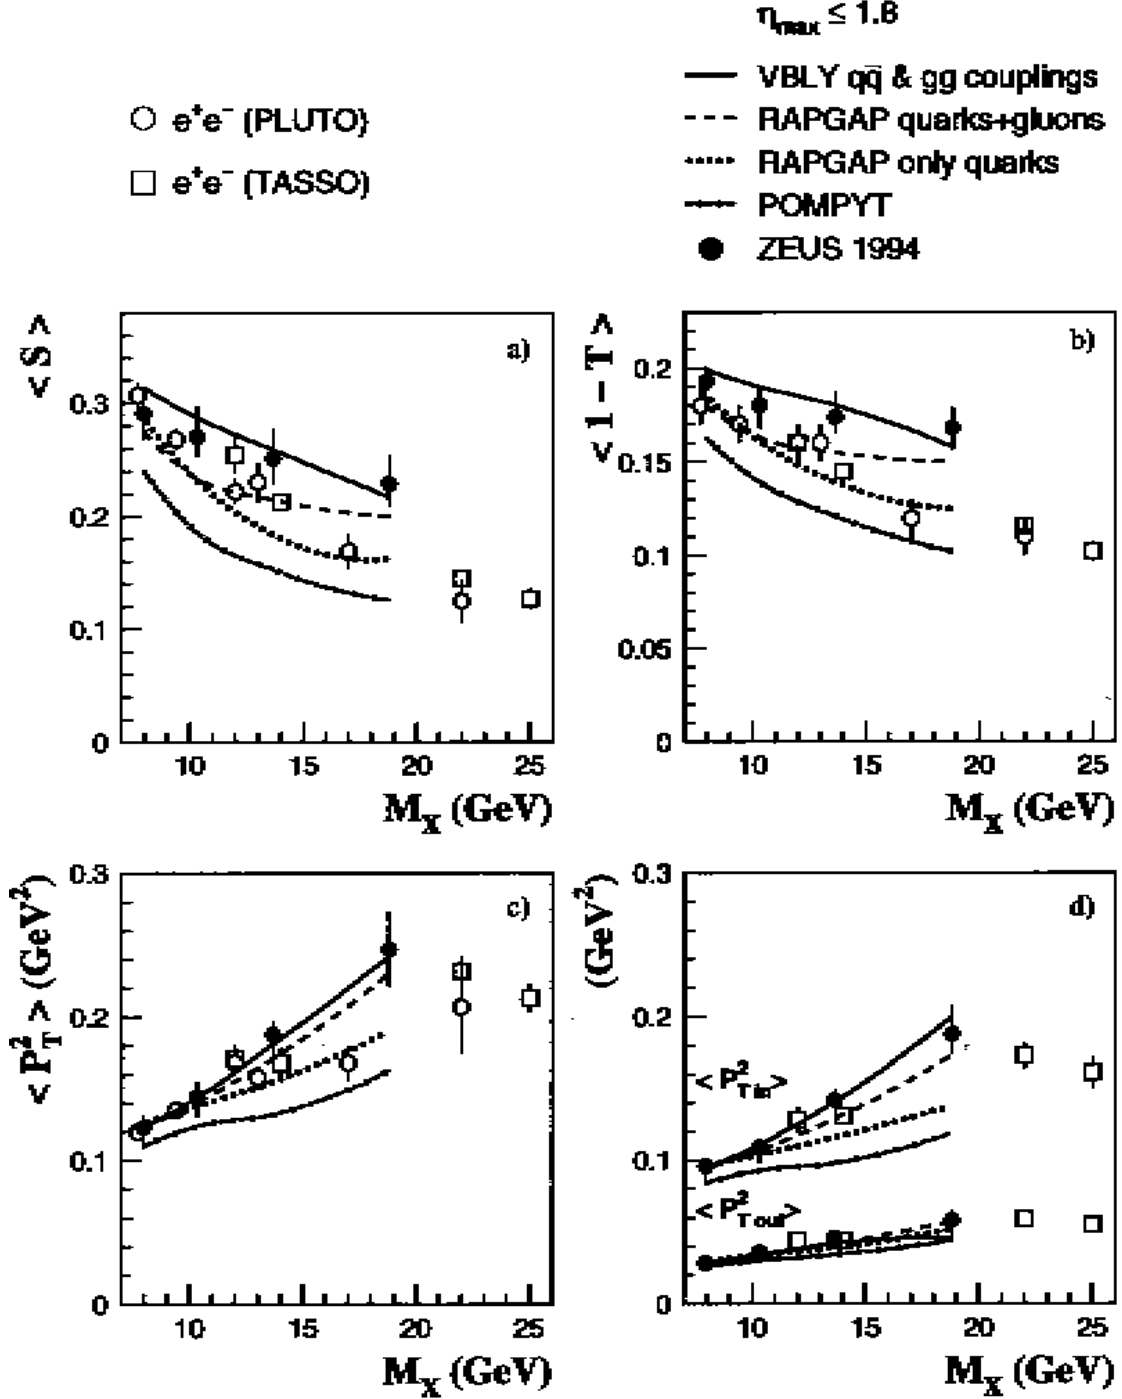 η_max ≤ 1.8
VBLY qq̄ & gg couplings
e⁺e⁻ (PLUTO)
RAPGAP quarks+gluons
RAPGAP only quarks
e⁺e⁻ (TASSO)
POMPYT
ZEUS 1994
< S >
a)
0.3
0.2
0.1
0
10 15 20 25
M_X (GeV)
< 1 - T >
b)
0.2
0.15
0.1
0.05
0
10 15 20 25
M_X (GeV)
< P_T² > (GeV²)
c)
0.3
0.2
0.1
0
10 15 20 25
M_X (GeV)
(GeV²)
d)
0.3
0.2
< P²_T in >
0.1
< P²_T out >
0
10 15 20 25
M_X (GeV)